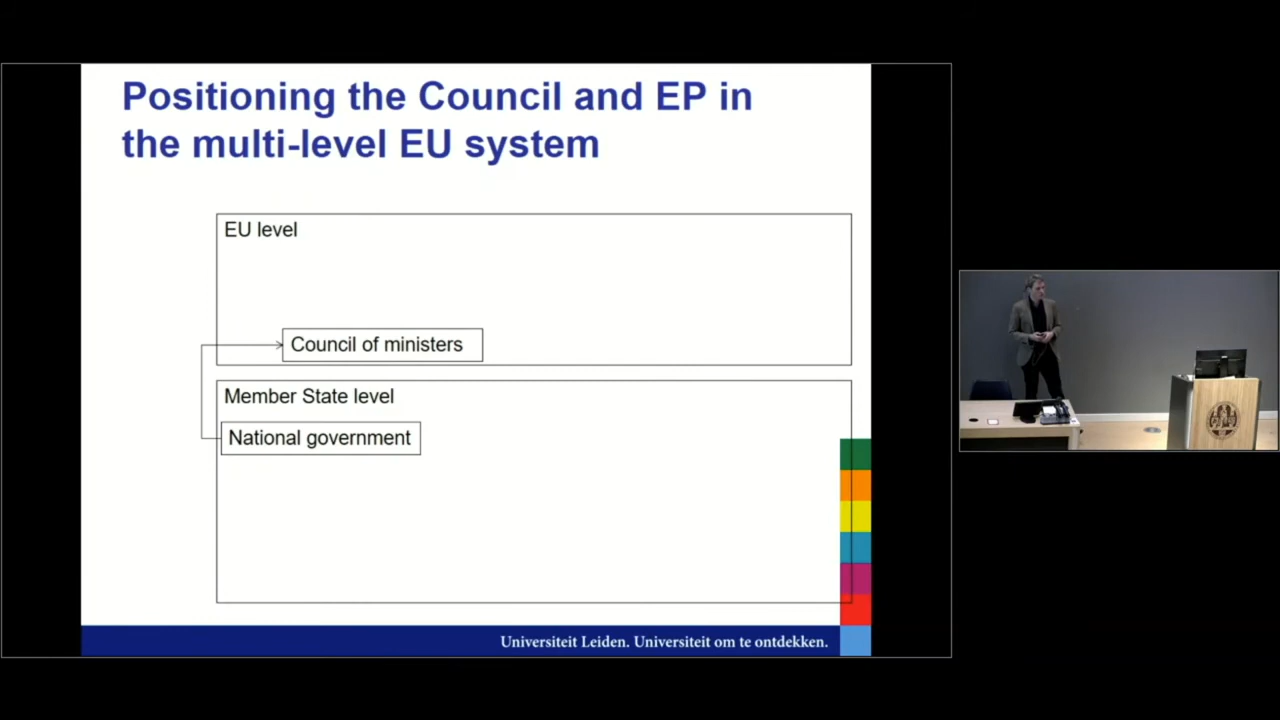 Positioning the Council and EP in
the multi-level EU system
EU level
Council of ministers
Member State level
National government
Universiteit Leiden. Universiteit om te ontdekken.